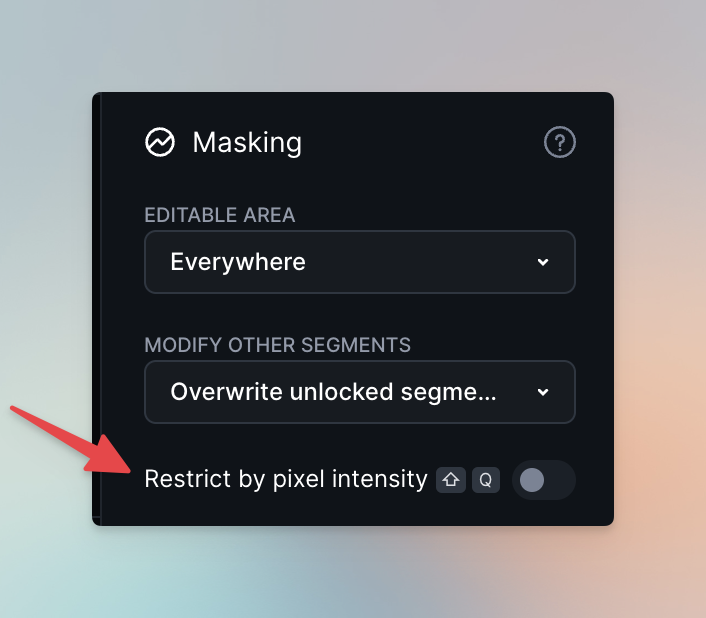 Masking
?
EDITABLE AREA
Everywhere
MODIFY OTHER SEGMENTS
Overwrite unlocked segme...
Restrict by pixel intensity ⇧ Q